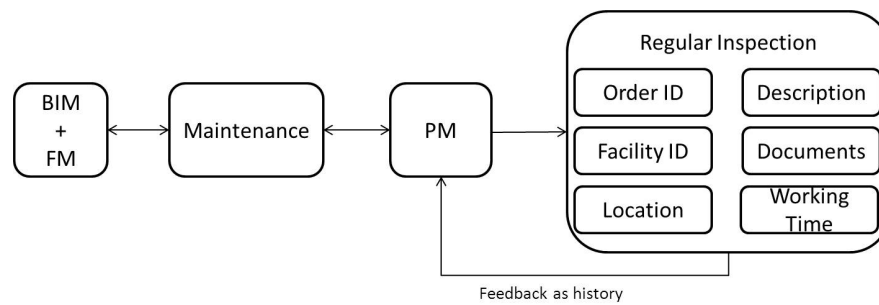 BIM
+
FM
Maintenance
PM
Regular Inspection
Order ID
Description
Facility ID
Documents
Location
Working
Time
Feedback as history